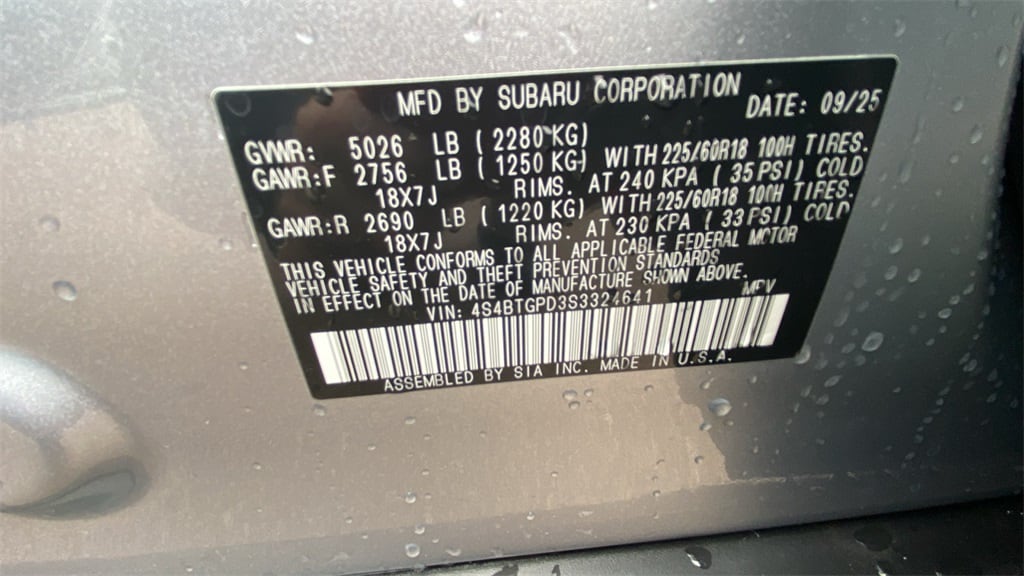 MFD BY SUBARU CORPORATION DATE: 09/25
GVWR: 5026 LB (2280 KG)
GAWR:F 2756 LB (1250 KG) WITH 225/60R18 100H TIRES.
18X7J RIMS. AT 240 KPA (35 PSI) COLD
GAWR:R 2690 LB (1220 KG) WITH 225/60R18 100H TIRES.
18X7J RIMS. AT 230 KPA (33 PSI) COLD
THIS VEHICLE CONFORMS TO ALL APPLICABLE FEDERAL MOTOR
VEHICLE SAFETY AND THEFT PREVENTION STANDARDS
IN EFFECT ON THE DATE OF MANUFACTURE SHOWN ABOVE.
VIN: 4S4BTGPD3S3324641 MPV
ASSEMBLED BY SIA INC. MADE IN U.S.A.